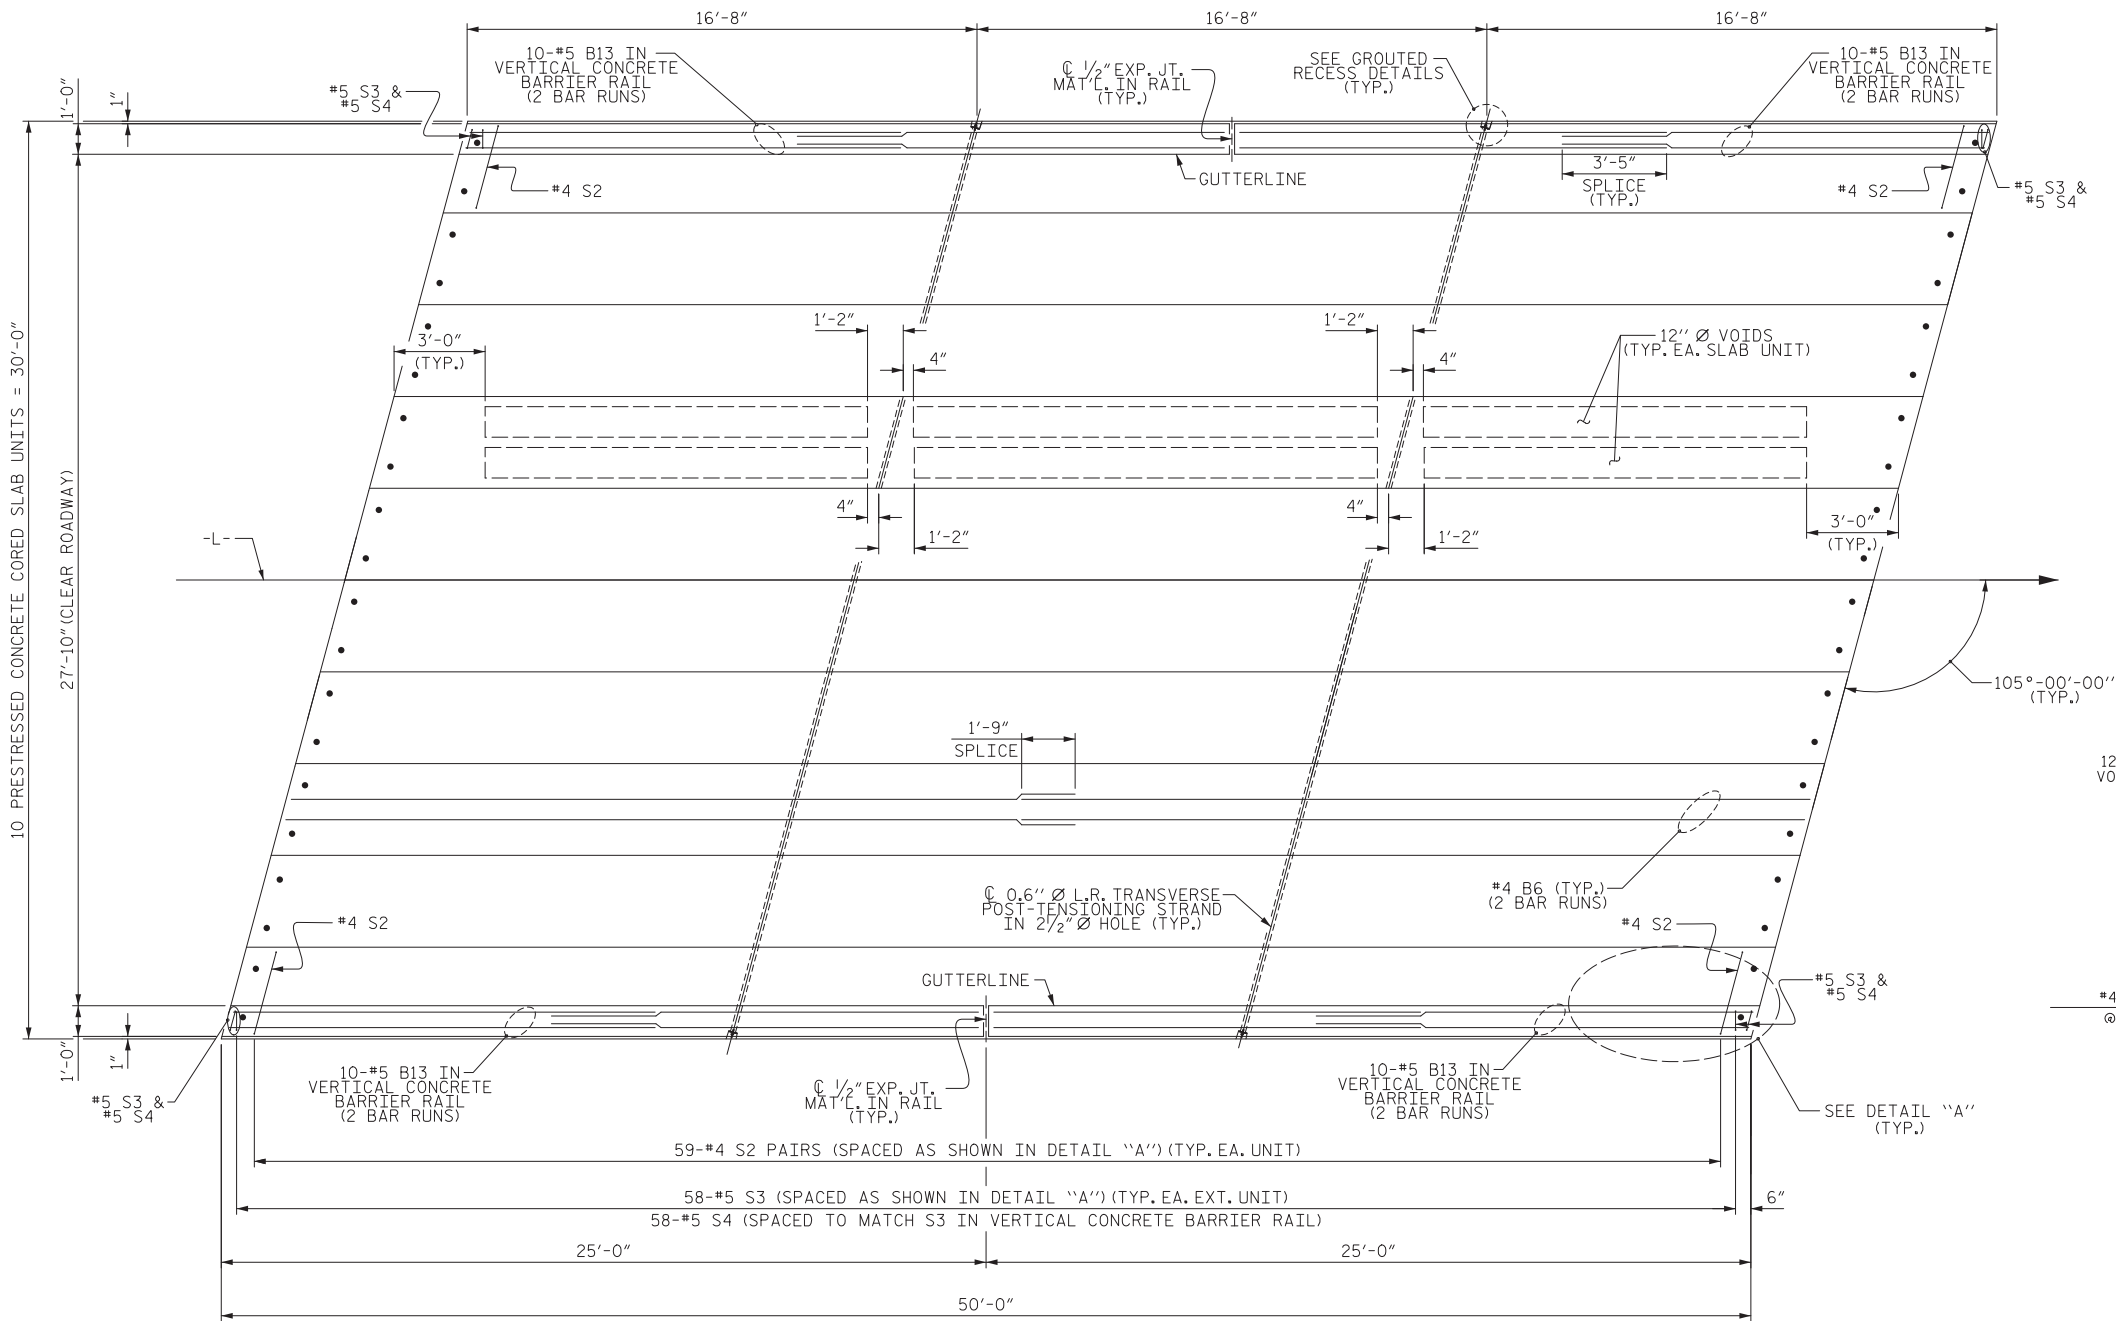 16'-8"
16'-8"
16'-8"
10-#5 B13 IN
VERTICAL CONCRETE
BARRIER RAIL
(2 BAR RUNS)
℄ 1/2" EXP. JT.
MAT'L. IN RAIL
(TYP.)
SEE GROUTED
RECESS DETAILS
(TYP.)
10-#5 B13 IN
VERTICAL CONCRETE
BARRIER RAIL
(2 BAR RUNS)
1'-0"
1"
#5 S3 &
#5 S4
#4 S2
GUTTERLINE
3'-5"
SPLICE
(TYP.)
#4 S2
#5 S3 &
#5 S4
10 PRESTRESSED CONCRETE CORED SLAB UNITS = 30'-0"
27'-10" (CLEAR ROADWAY)
3'-0"
(TYP.)
1'-2"
4"
1'-2"
4"
12'' Ø VOIDS
(TYP. EA. SLAB UNIT)
4"
1'-2"
4"
1'-2"
3'-0"
(TYP.)
-L-
105°-00'-00''
(TYP.)
1'-9"
SPLICE
12
VO
℄ 0.6'' Ø L.R. TRANSVERSE
POST-TENSIONING STRAND
IN 2 1/2" Ø HOLE (TYP.)
#4 B6 (TYP.)
(2 BAR RUNS)
#4 S2
#4 S2
GUTTERLINE
#5 S3 &
#5 S4
#4
@
1'-0"
1"
#5 S3 &
#5 S4
10-#5 B13 IN
VERTICAL CONCRETE
BARRIER RAIL
(2 BAR RUNS)
℄ 1/2" EXP. JT.
MAT'L. IN RAIL
(TYP.)
10-#5 B13 IN
VERTICAL CONCRETE
BARRIER RAIL
(2 BAR RUNS)
SEE DETAIL ‘‘A’’
(TYP.)
59-#4 S2 PAIRS (SPACED AS SHOWN IN DETAIL ‘‘A’’) (TYP. EA. UNIT)
58-#5 S3 (SPACED AS SHOWN IN DETAIL ‘‘A’’) (TYP. EA. EXT. UNIT)
6"
58-#5 S4 (SPACED TO MATCH S3 IN VERTICAL CONCRETE BARRIER RAIL)
25'-0"
25'-0"
50'-0"